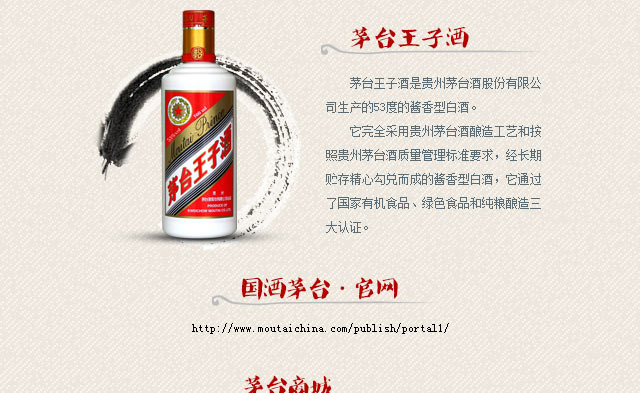 茅台王子酒
茅台王子酒是贵州茅台酒股份有限公
司生产的53度的酱香型白酒。
它完全采用贵州茅台酒酿造工艺和按
照贵州茅台酒质量管理标准要求，经长期
贮存精心勾兑而成的酱香型白酒，它通过
了国家有机食品、绿色食品和纯粮酿造三
大认证。
Moutai Prince
茅台王子酒
国酒茅台·官网
http://www.moutaichina.com/publish/portal1/
茅台商城